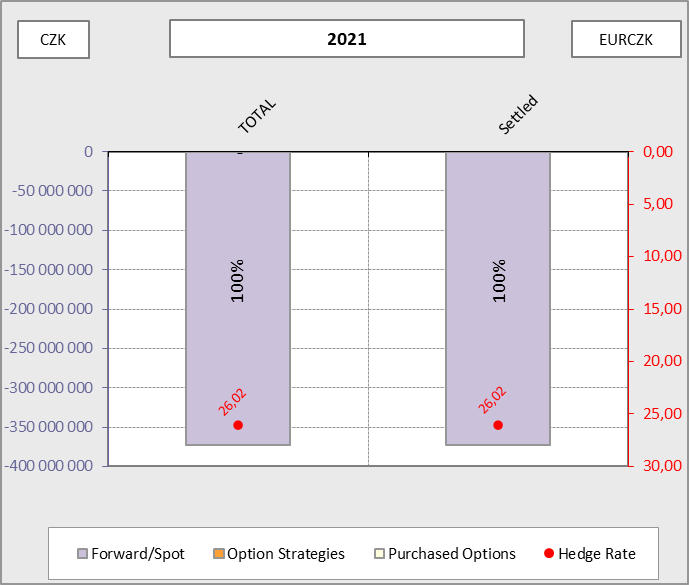 CZK
2021
EURCZK
TOTAL
Settled
0
-50 000 000
-100 000 000
-150 000 000
-200 000 000
-250 000 000
-300 000 000
-350 000 000
-400 000 000
100%
100%
26,02
26,02
0,00
5,00
10,00
15,00
20,00
25,00
30,00
Forward/Spot
Option Strategies
Purchased Options
Hedge Rate